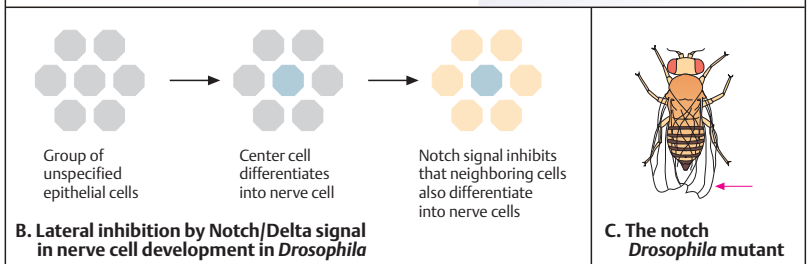 Group of
unspecified
epithelial cells
Center cell
differentiates
into nerve cell
Notch signal inhibits
that neighboring cells
also differentiate
into nerve cells
B. Lateral inhibition by Notch/Delta signal
in nerve cell development in Drosophila
C. The notch
Drosophila mutant